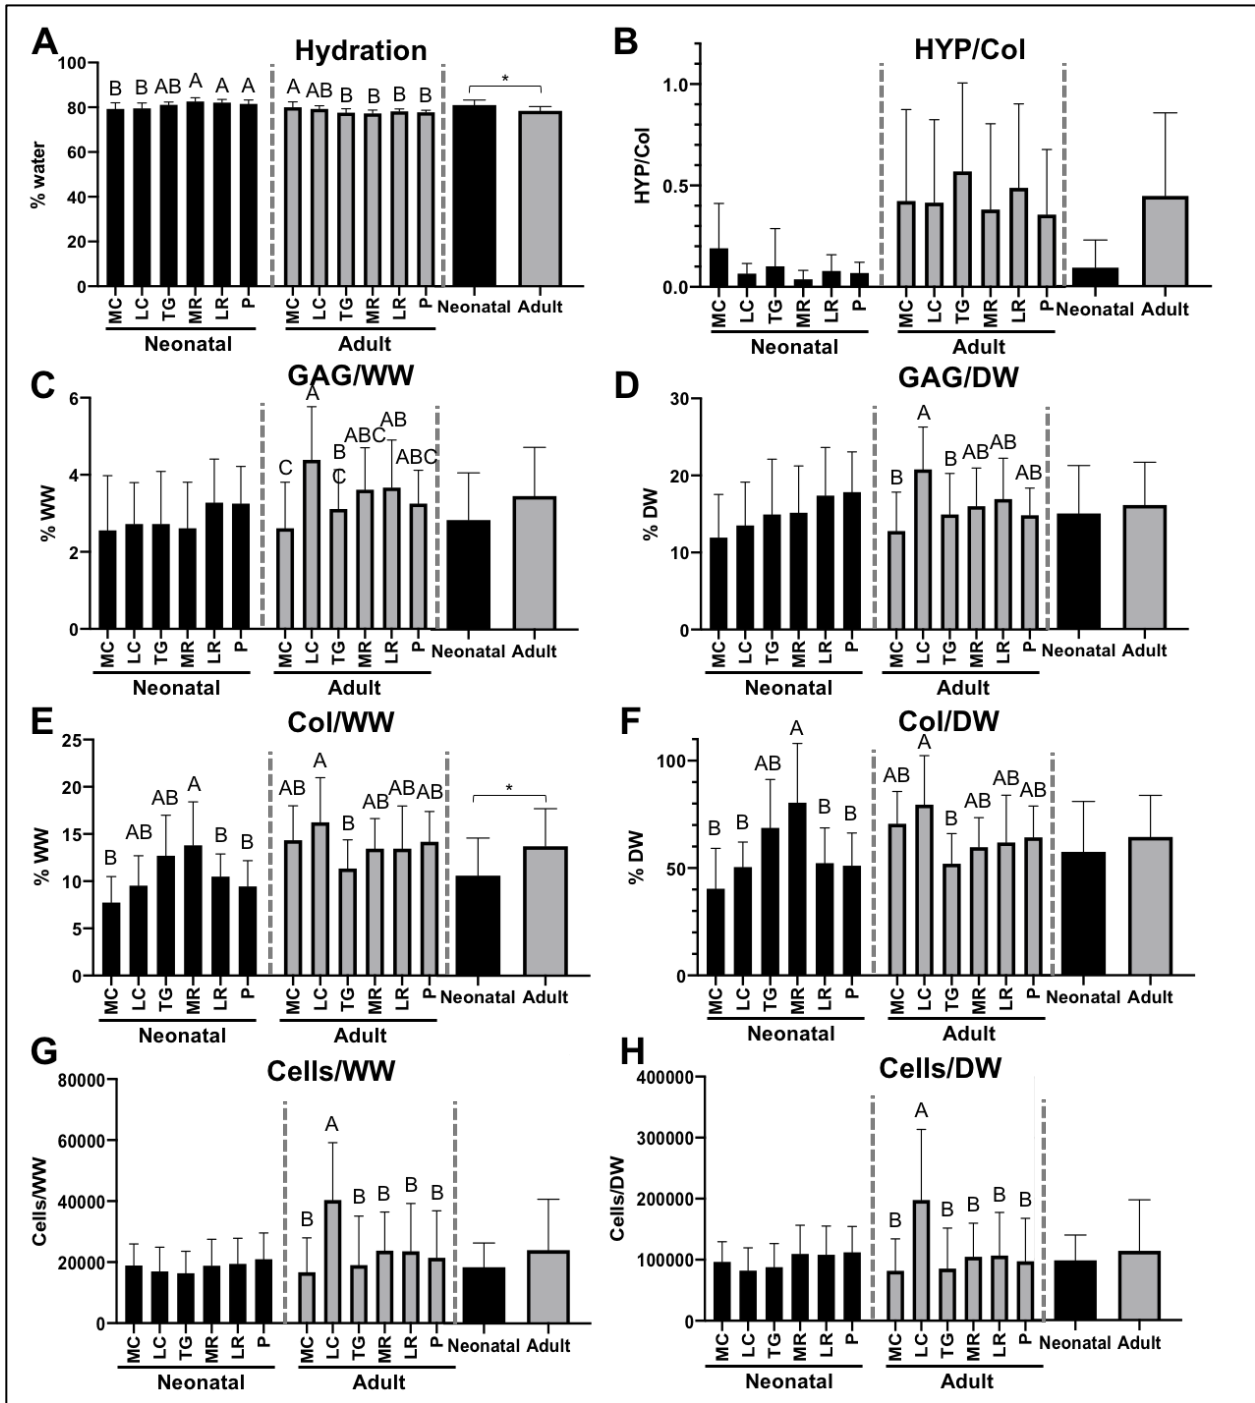 A
Hydration
% water
100
80
60
40
20
0
B B AB A A A
A AB B B B B
*
MC LC TG MR LR P
MC LC TG MR LR P
Neonatal Adult
Neonatal
Adult
B
HYP/Col
HYP/Col
1.0
0.5
0.0
MC LC TG MR LR P
MC LC TG MR LR P
Neonatal Adult
Neonatal
Adult
C
GAG/WW
% WW
6
4
2
0
C A B
C ABC AB ABC
MC LC TG MR LR P
MC LC TG MR LR P
Neonatal Adult
Neonatal
Adult
D
GAG/DW
% DW
30
20
10
0
B A B AB AB AB
MC LC TG MR LR P
MC LC TG MR LR P
Neonatal Adult
Neonatal
Adult
E
Col/WW
% WW
25
20
15
10
5
0
B AB AB A B B
AB A B AB AB AB
*
MC LC TG MR LR P
MC LC TG MR LR P
Neonatal Adult
Neonatal
Adult
F
Col/DW
% DW
100
50
0
B B AB A B B
AB A B AB AB AB
MC LC TG MR LR P
MC LC TG MR LR P
Neonatal Adult
Neonatal
Adult
G
Cells/WW
Cells/WW
80000
60000
40000
20000
0
B A B B B B
MC LC TG MR LR P
MC LC TG MR LR P
Neonatal Adult
Neonatal
Adult
H
Cells/DW
Cells/DW
400000
300000
200000
100000
0
B A B B B B
MC LC TG MR LR P
MC LC TG MR LR P
Neonatal Adult
Neonatal
Adult